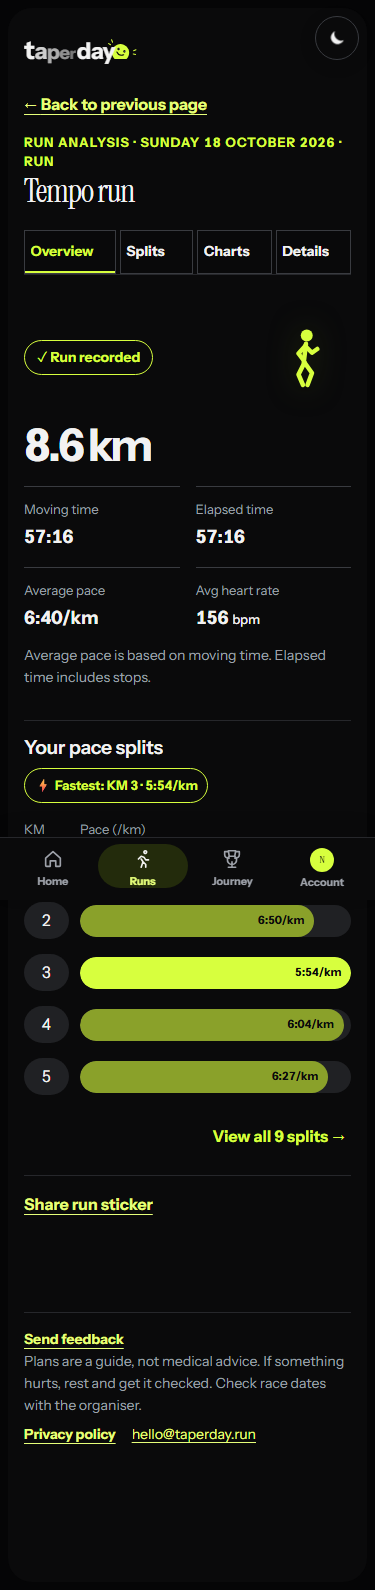 taperday
← Back to previous page
RUN ANALYSIS · SUNDAY 18 OCTOBER 2026 ·
RUN
Tempo run
Overview
Splits
Charts
Details
✓ Run recorded
8.6 km
Moving time
Elapsed time
57:16
57:16
Average pace
Avg heart rate
6:40/km
156 bpm
Average pace is based on moving time. Elapsed
time includes stops.
Your pace splits
Fastest: KM 3 · 5:54/km
KM
Pace (/km)
Home
Runs
Journey
N
Account
2
6:50/km
3
5:54/km
4
6:04/km
5
6:27/km
View all 9 splits →
Share run sticker
Send feedback
Plans are a guide, not medical advice. If something
hurts, rest and get it checked. Check race dates
with the organiser.
Privacy policy
hello@taperday.run